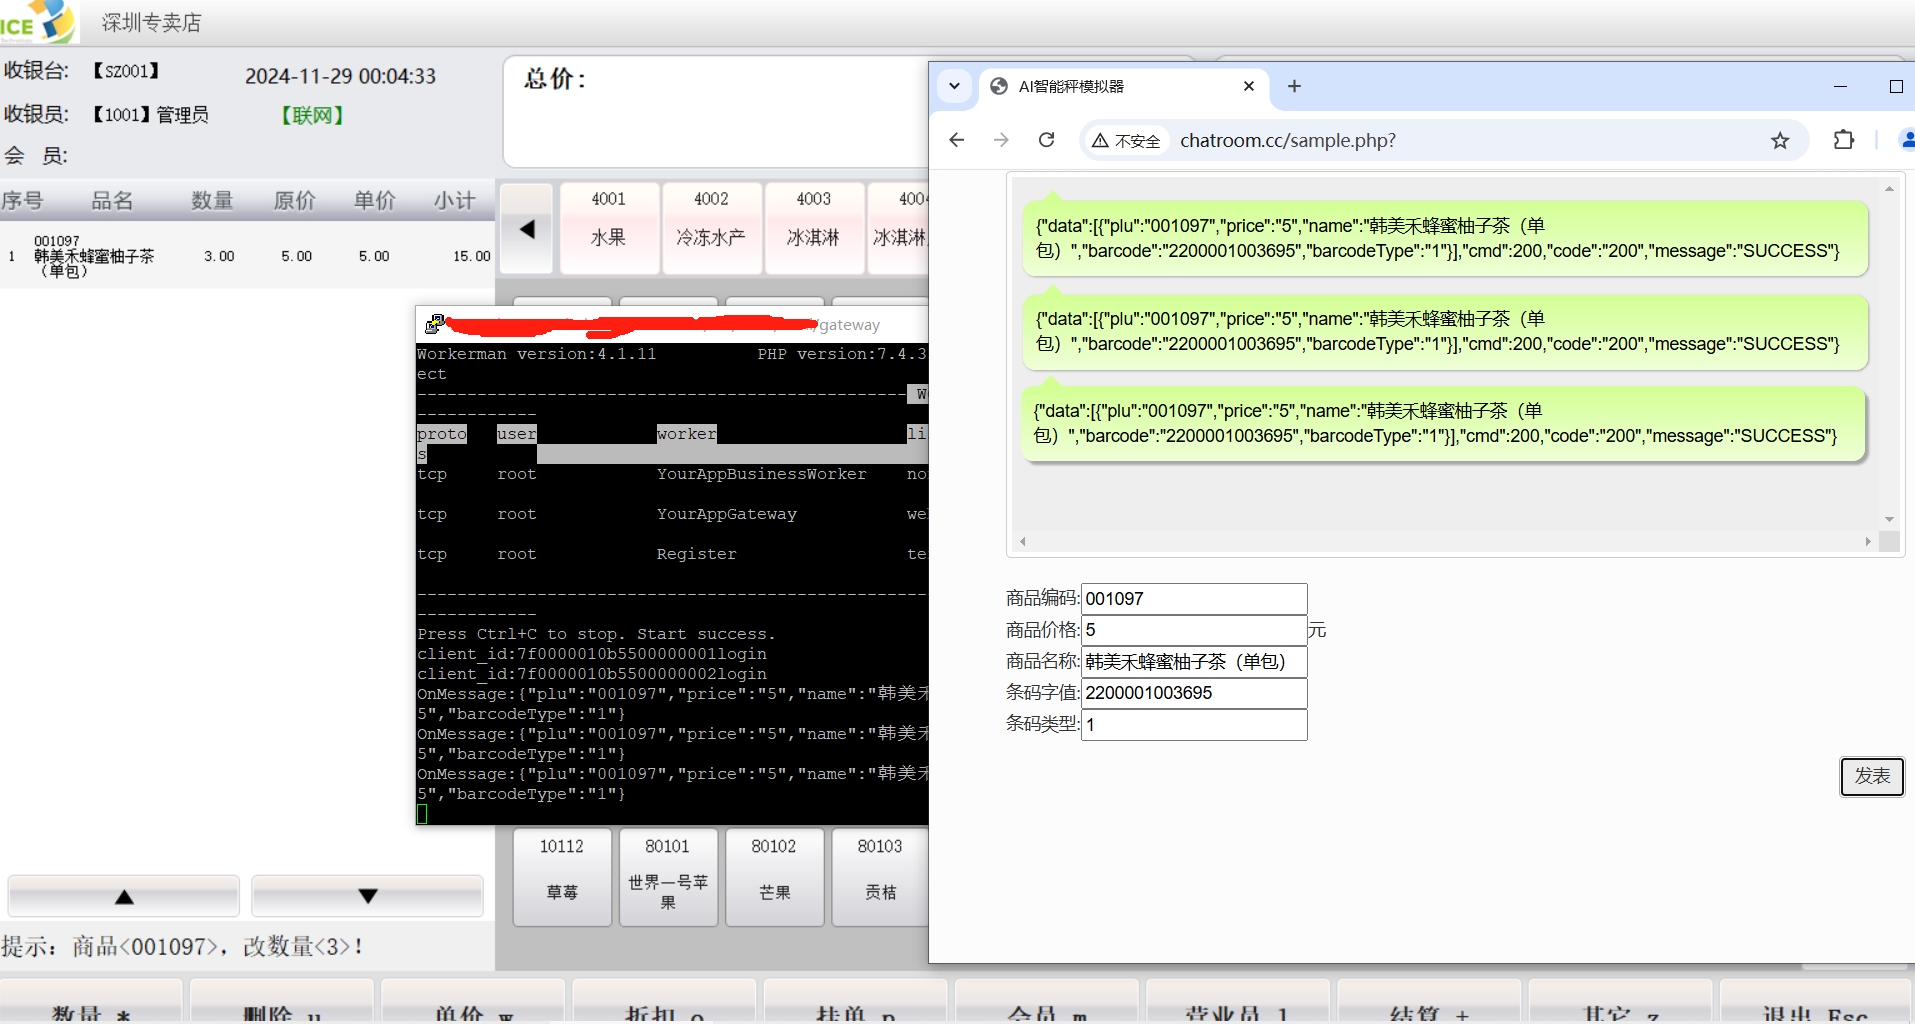 ICE
深圳专卖店
收银台: 【SZ001】
2024-11-29 00:04:33
收银员: 【1001】管理员
【联网】
会 员:
序号 品名 数量 原价 单价 小计
001097
1 韩美禾蜂蜜柚子茶 3.00 5.00 5.00 15.00
（单包）
总价:
◀
4001
水果
4002
冷冻水产
4003
冰淇淋
400
冰淇淋
/gateway
Workerman version:4.1.11 PHP version:7.4.3
ect
proto user worker li
s
tcp root YourAppBusinessWorker no
tcp root YourAppGateway we
tcp root Register te
Press Ctrl+C to stop. Start success.
client_id:7f0000010b5500000001login
client_id:7f0000010b5500000002login
OnMessage:{"plu":"001097","price":"5","name":"韩美禾
5","barcodeType":"1"}
OnMessage:{"plu":"001097","price":"5","name":"韩美禾
5","barcodeType":"1"}
OnMessage:{"plu":"001097","price":"5","name":"韩美禾
5","barcodeType":"1"}
10112
草莓
80101
世界一号苹
果
80102
芒果
80103
贡桔
▲ ▼
提示: 商品<001097>, 改数量<3>!
数量 * 删除 u 单价 w 折扣 o 挂单 p 会员 m 营业员 l 结算 + 其它 z 退出 Esc
AI智能秤模拟器
不安全 chatroom.cc/sample.php?
{"data":[{"plu":"001097","price":"5","name":"韩美禾蜂蜜柚子茶（单
包）","barcode":"2200001003695","barcodeType":"1"}],"cmd":200,"code":"200","message":"SUCCESS"}
{"data":[{"plu":"001097","price":"5","name":"韩美禾蜂蜜柚子茶（单
包）","barcode":"2200001003695","barcodeType":"1"}],"cmd":200,"code":"200","message":"SUCCESS"}
{"data":[{"plu":"001097","price":"5","name":"韩美禾蜂蜜柚子茶（单
包）","barcode":"2200001003695","barcodeType":"1"}],"cmd":200,"code":"200","message":"SUCCESS"}
商品编码:001097
商品价格:5 元
商品名称:韩美禾蜂蜜柚子茶（单包）
条码字值:2200001003695
条码类型:1
发表